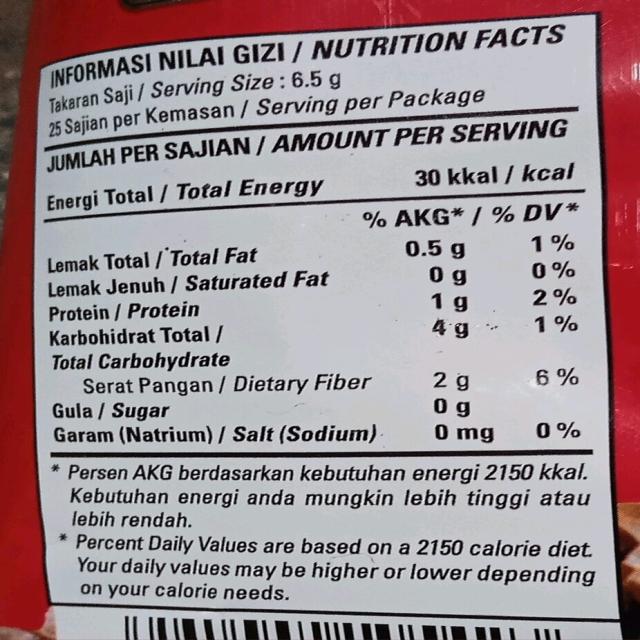 INFORMASI NILAI GIZI / NUTRITION FACTS
Takaran Saji / Serving Size : 6.5 g
25 Sajian per Kemasan / Serving per Package
JUMLAH PER SAJIAN / AMOUNT PER SERVING
Energi Total / Total Energy 30 kkal / kcal
% AKG* / % DV*
Lemak Total / Total Fat 0.5 g 1 %
Lemak Jenuh / Saturated Fat 0 g 0 %
Protein / Protein 1 g 2 %
Karbohidrat Total / 4 g 1 %
Total Carbohydrate
Serat Pangan / Dietary Fiber 2 g 6 %
Gula / Sugar 0 g
Garam (Natrium) / Salt (Sodium) 0 mg 0 %
* Persen AKG berdasarkan kebutuhan energi 2150 kkal.
Kebutuhan energi anda mungkin lebih tinggi atau
lebih rendah.
* Percent Daily Values are based on a 2150 calorie diet.
Your daily values may be higher or lower depending
on your calorie needs.